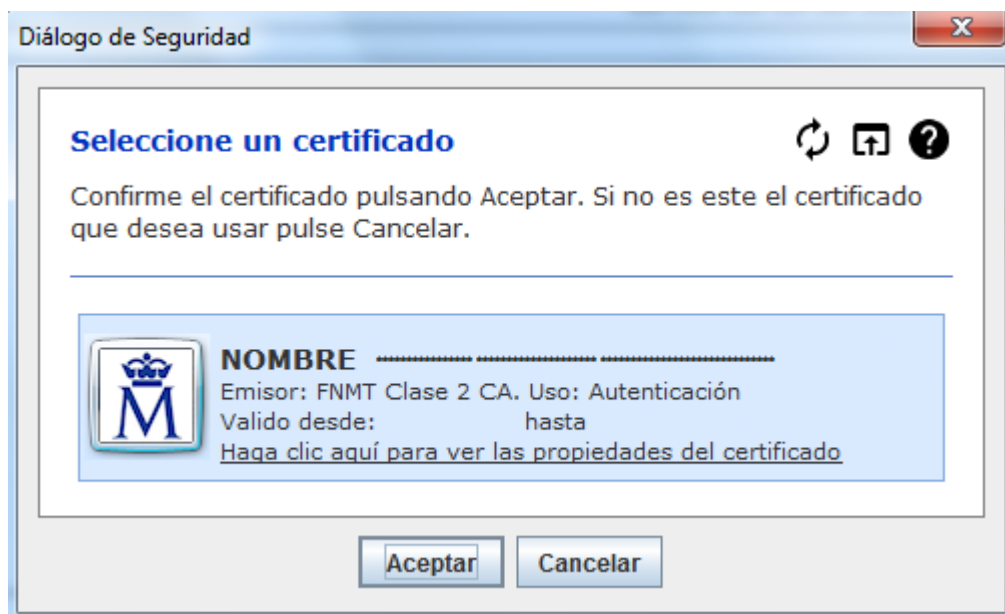 Diálogo de Seguridad
Seleccione un certificado
Confirme el certificado pulsando Aceptar. Si no es este el certificado
que desea usar pulse Cancelar.
NOMBRE
Emisor: FNMT Clase 2 CA. Uso: Autenticación
Valido desde: hasta
Haga clic aquí para ver las propiedades del certificado
Aceptar Cancelar